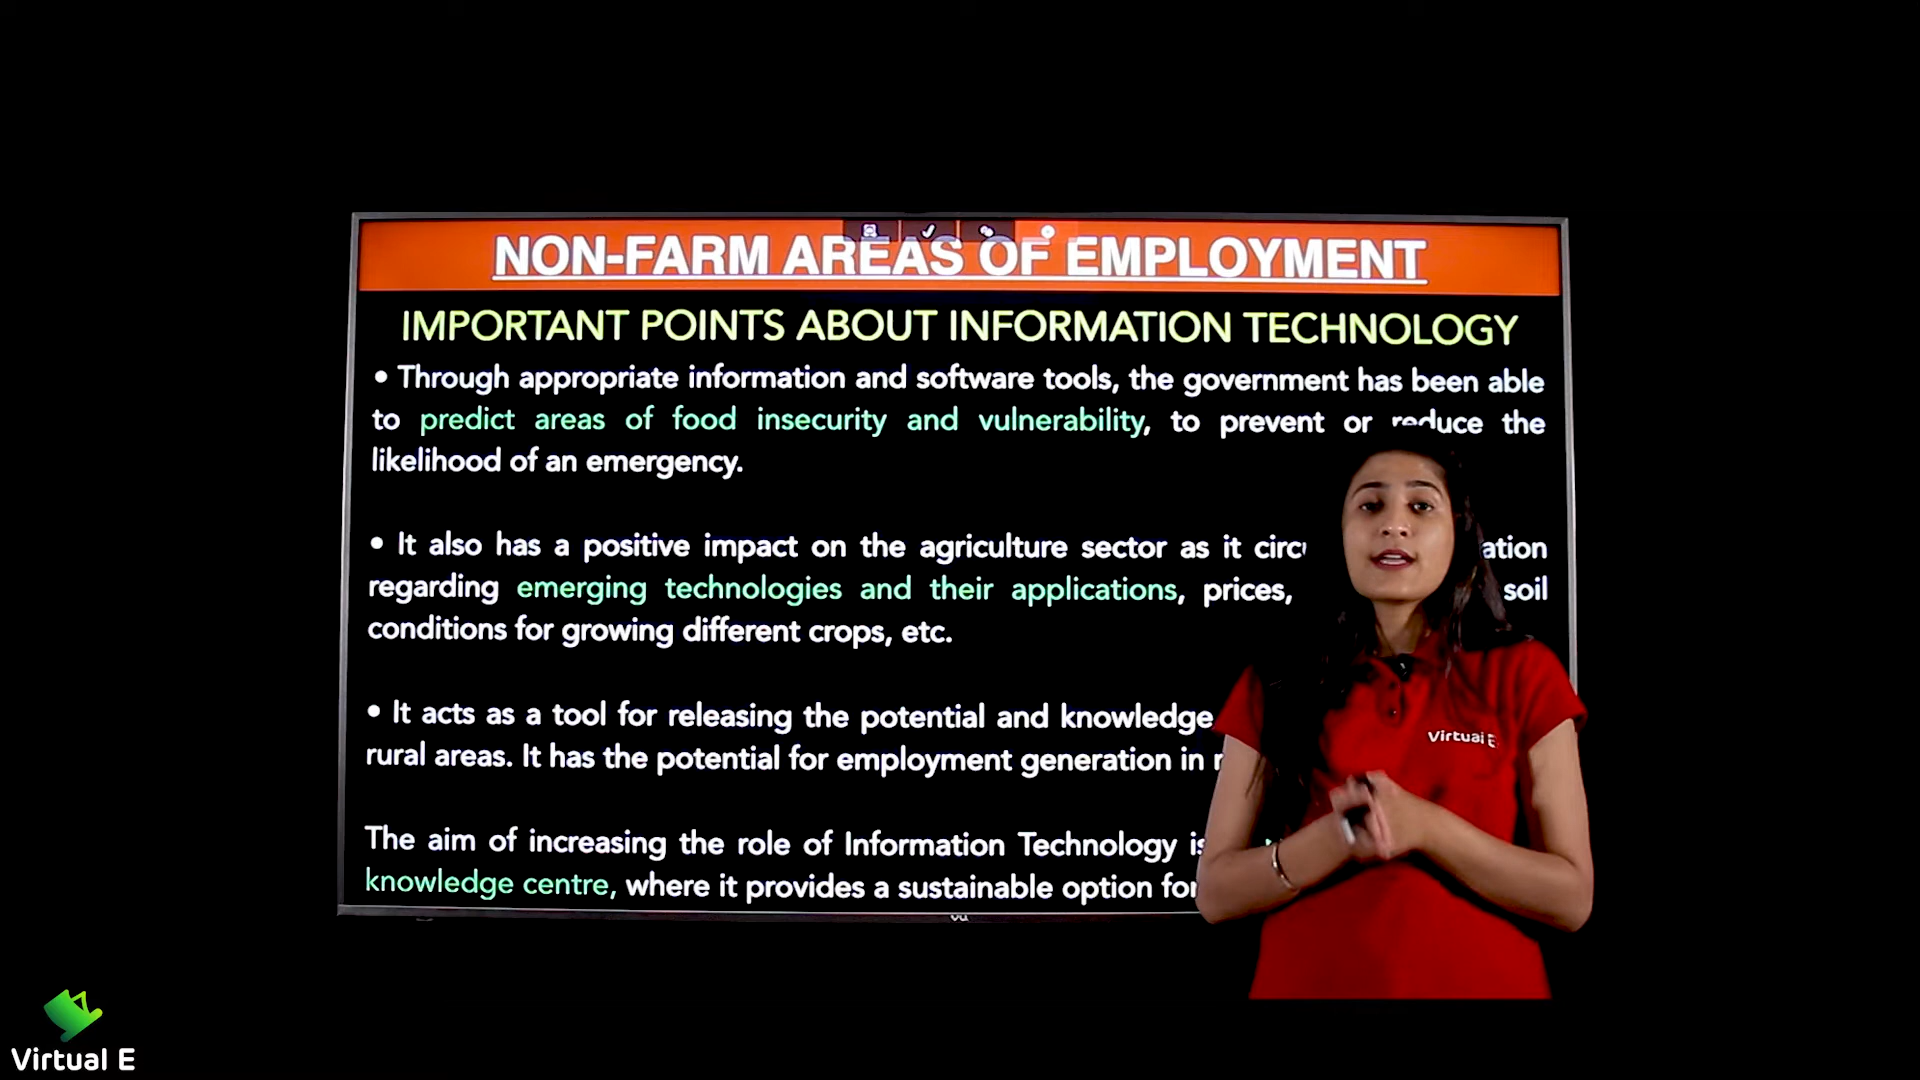 NON-FARM AREAS OF EMPLOYMENT
IMPORTANT POINTS ABOUT INFORMATION TECHNOLOGY
• Through appropriate information and software tools, the government has been able
to predict areas of food insecurity and vulnerability, to prevent or reduce the
likelihood of an emergency.
• It also has a positive impact on the agriculture sector as it
regarding emerging technologies and their applications, prices, soil
conditions for growing different crops, etc.
• It acts as a tool for releasing the potential and knowledge
rural areas. It has the potential for employment generation in
The aim of increasing the role of Information Technology is
knowledge centre, where it provides a sustainable option for
Virtual E
Virtual E